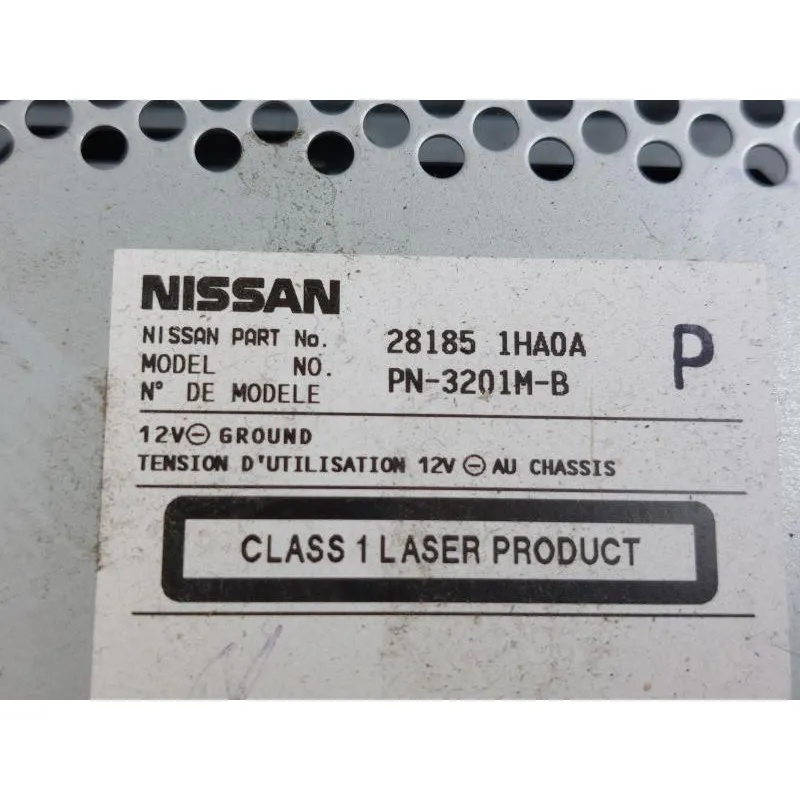 NISSAN
NISSAN PART No. 28185 1HA0A
MODEL NO. PN-3201M-B
N° DE MODELE
P
12V⊖ GROUND
TENSION D'UTILISATION 12V ⊖ AU CHASSIS
CLASS 1 LASER PRODUCT